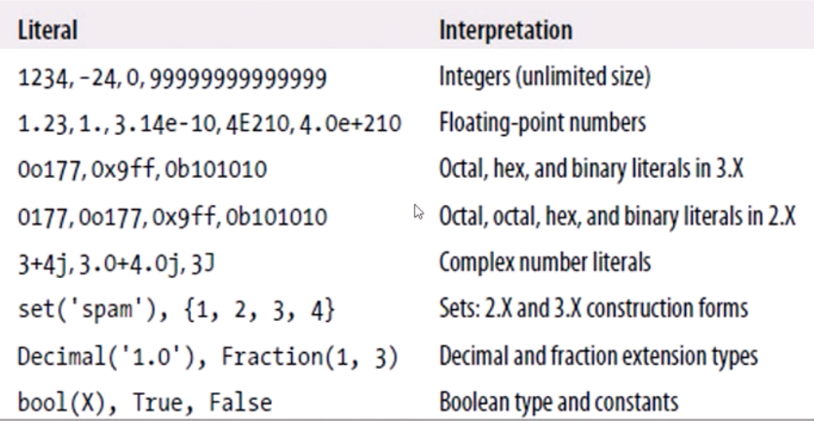 Literal Interpretation
1234, -24, 0, 99999999999999 Integers (unlimited size)
1.23, 1., 3.14e-10, 4E210, 4.0e+210 Floating-point numbers
0o177, 0x9ff, 0b101010 Octal, hex, and binary literals in 3.X
0177, 0o177, 0x9ff, 0b101010 Octal, octal, hex, and binary literals in 2.X
3+4j, 3.0+4.0j, 3J Complex number literals
set('spam'), {1, 2, 3, 4} Sets: 2.X and 3.X construction forms
Decimal('1.0'), Fraction(1, 3) Decimal and fraction extension types
bool(X), True, False Boolean type and constants